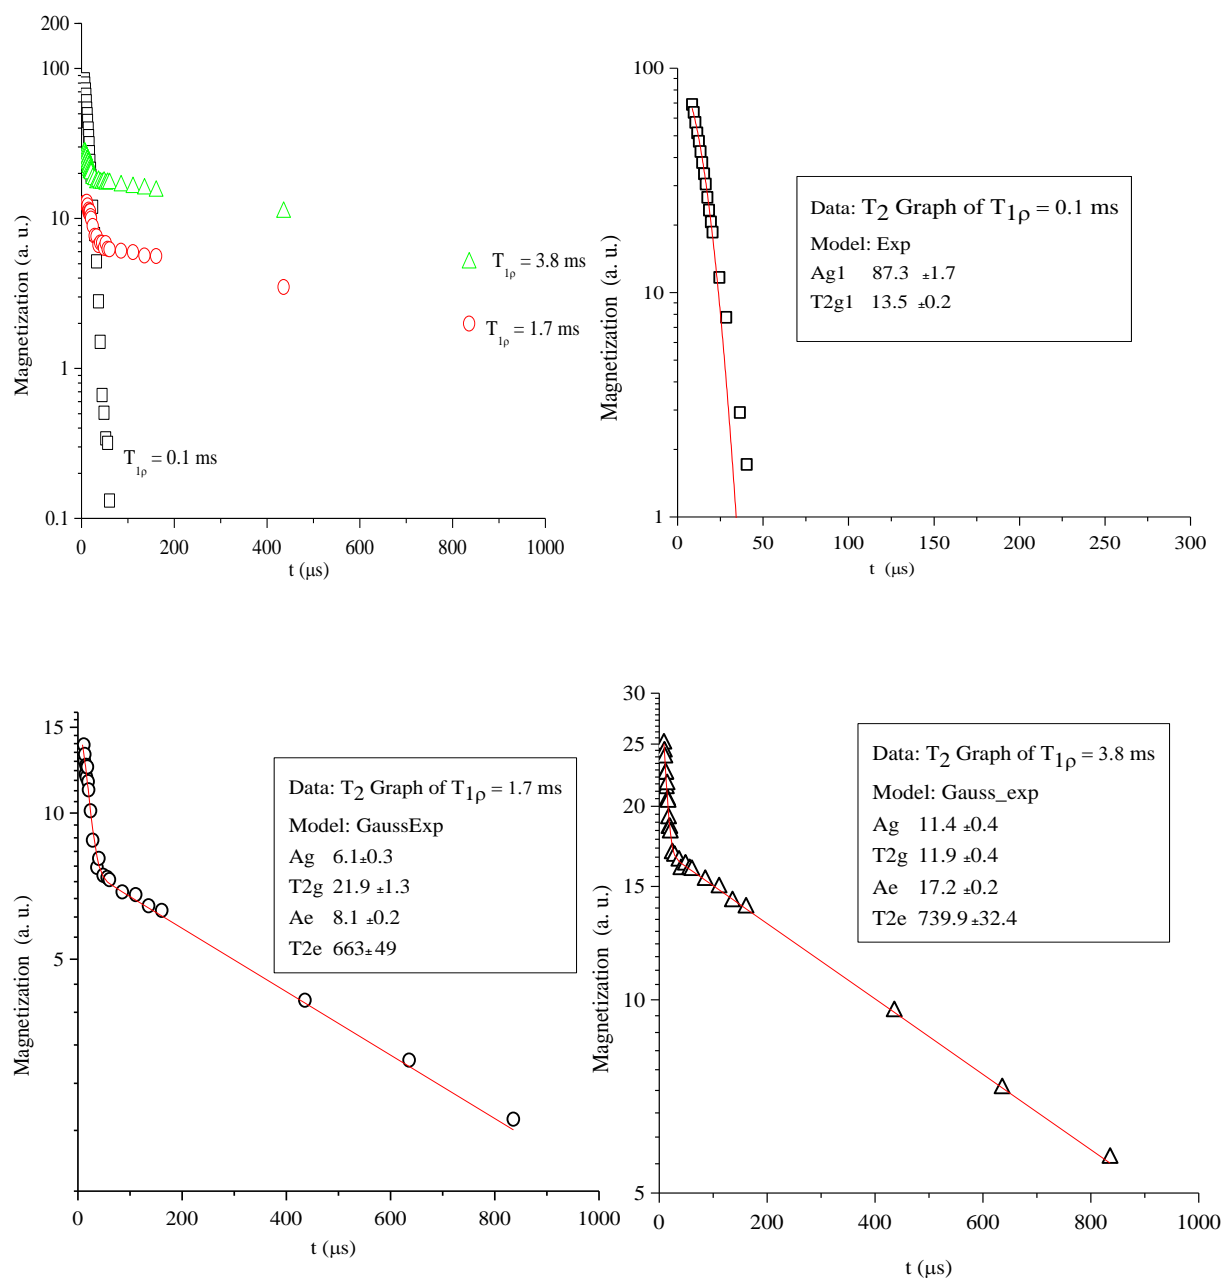 200
100
10
1
0.1
0
200
400
600
800
1000
Magnetization (a. u.)
t (μs)
T1ρ = 3.8 ms
T1ρ = 1.7 ms
T1ρ = 0.1 ms
100
10
1
0
50
100
150
200
250
300
Magnetization (a. u.)
t (μs)
Data: T2 Graph of T1ρ = 0.1 ms
Model: Exp
Ag1 87.3 ±1.7
T2g1 13.5 ±0.2
15
10
5
0
200
400
600
800
1000
Magnetization (a. u.)
t (μs)
Data: T2 Graph of T1ρ = 1.7 ms
Model: GaussExp
Ag 6.1±0.3
T2g 21.9 ±1.3
Ae 8.1 ±0.2
T2e 663±49
30
25
20
15
10
5
0
200
400
600
800
1000
Magnetization (a. u.)
t (μs)
Data: T2 Graph of T1ρ = 3.8 ms
Model: Gauss_exp
Ag 11.4 ±0.4
T2g 11.9 ±0.4
Ae 17.2 ±0.2
T2e 739.9±32.4